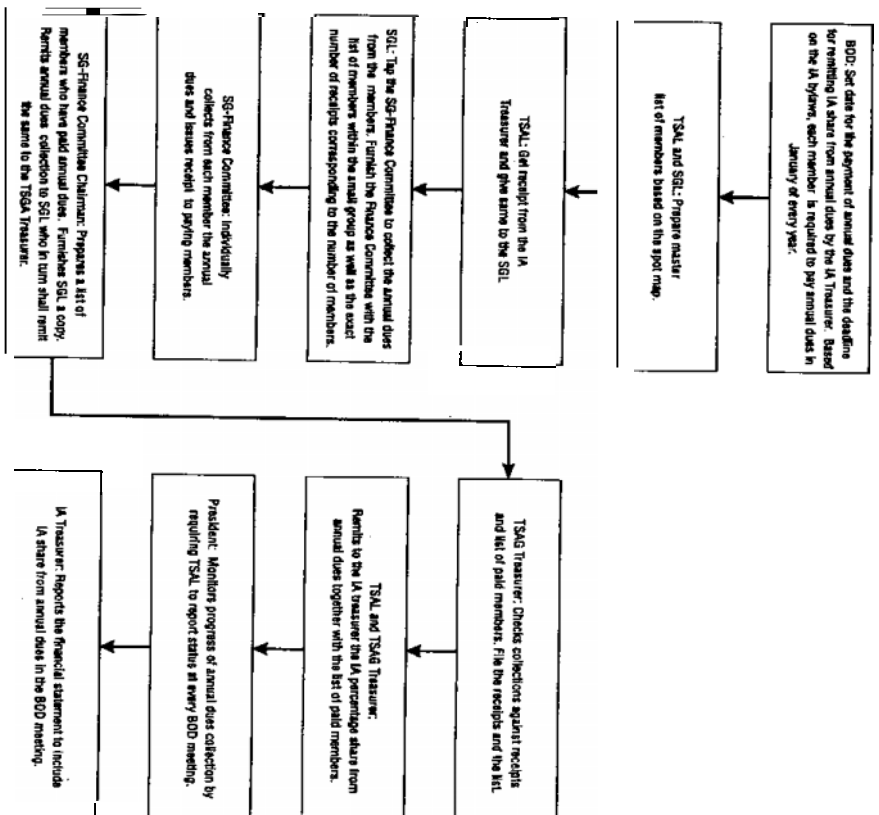 BOD: Set date for the payment of annual dues and the deadline
for remitting IA share from annual dues by the IA Treasurer. Based
on the IA bylaws, each member is required to pay annual dues in
January of every year.
TSAL and SGL: Prepare master
list of members based on the spot map.
TSAL: Get receipt from the IA
Treasurer and give same to the SGL
SGL: Tap the SG-Finance Committee to collect the annual dues
from the members. Furnish the Finance Committee with the
list of members within the small group as well as the exact
number of receipts corresponding to the number of members.
SG-Finance Committee: Individually
collects from each member the annual
dues and issues receipt to paying members.
SG-Finance Committee Chairman: Prepares a list of
members who have paid annual dues. Furnishes SGL a copy.
Remits annual dues collection to SGL who in turn shall remit
the same to the TSGA Treasurer.
TSAG Treasurer: Checks collections against receipts
and list of paid members. File the receipts and the list.
TSAL and TSAG Treasurer:
Remits to the IA treasurer the IA percentage share from
annual dues together with the list of paid members.
President: Monitors progress of annual dues collection by
requiring TSAL to report status at every BOD meeting.
IA Treasurer: Reports the financial statement to include
IA share from annual dues in the BOD meeting.